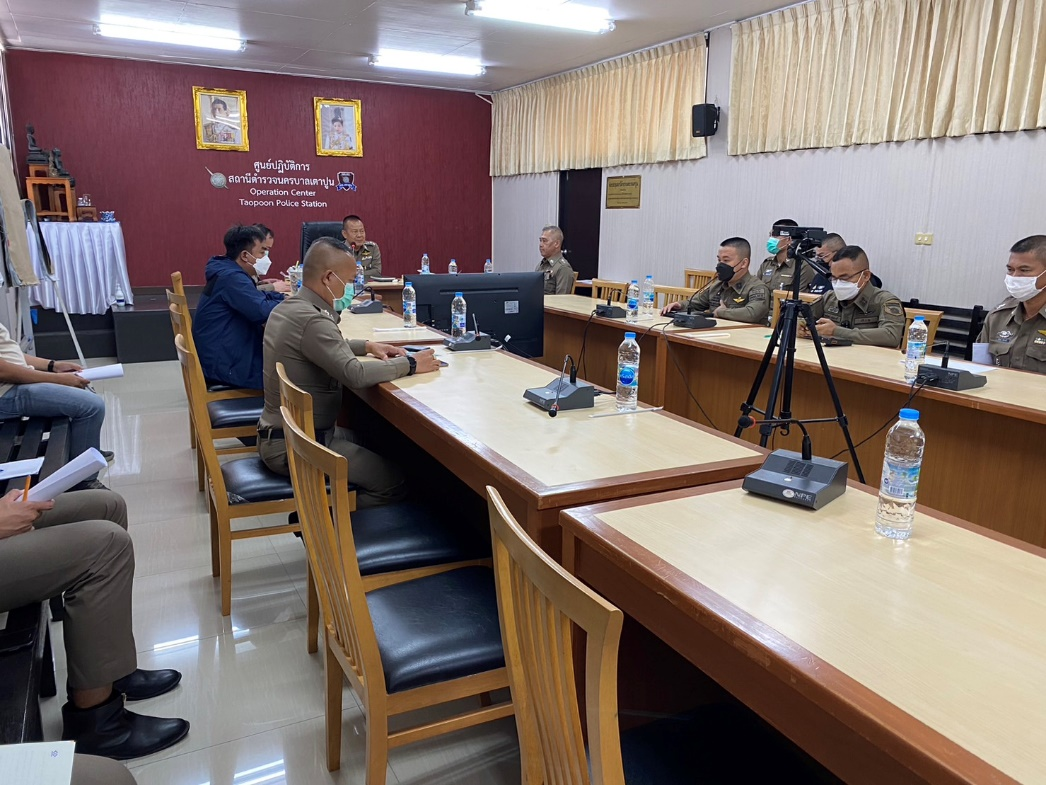 ศูนย์ปฏิบัติการ
สถานีตำรวจนครบาลเตาปูน
Operation Center
Taopoon Police Station
NPE